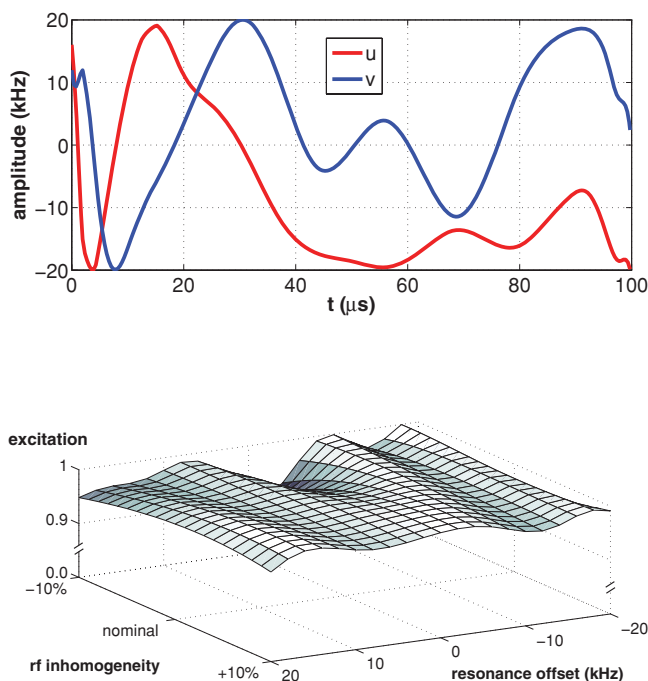 amplitude (kHz)
20
10
0
−10
−20
u
v
0
20
40
60
80
100
t (μs)
excitation
1
0.9
0.0
−10%
nominal
+10%
rf inhomogeneity
20
10
0
−10
−20
resonance offset (kHz)